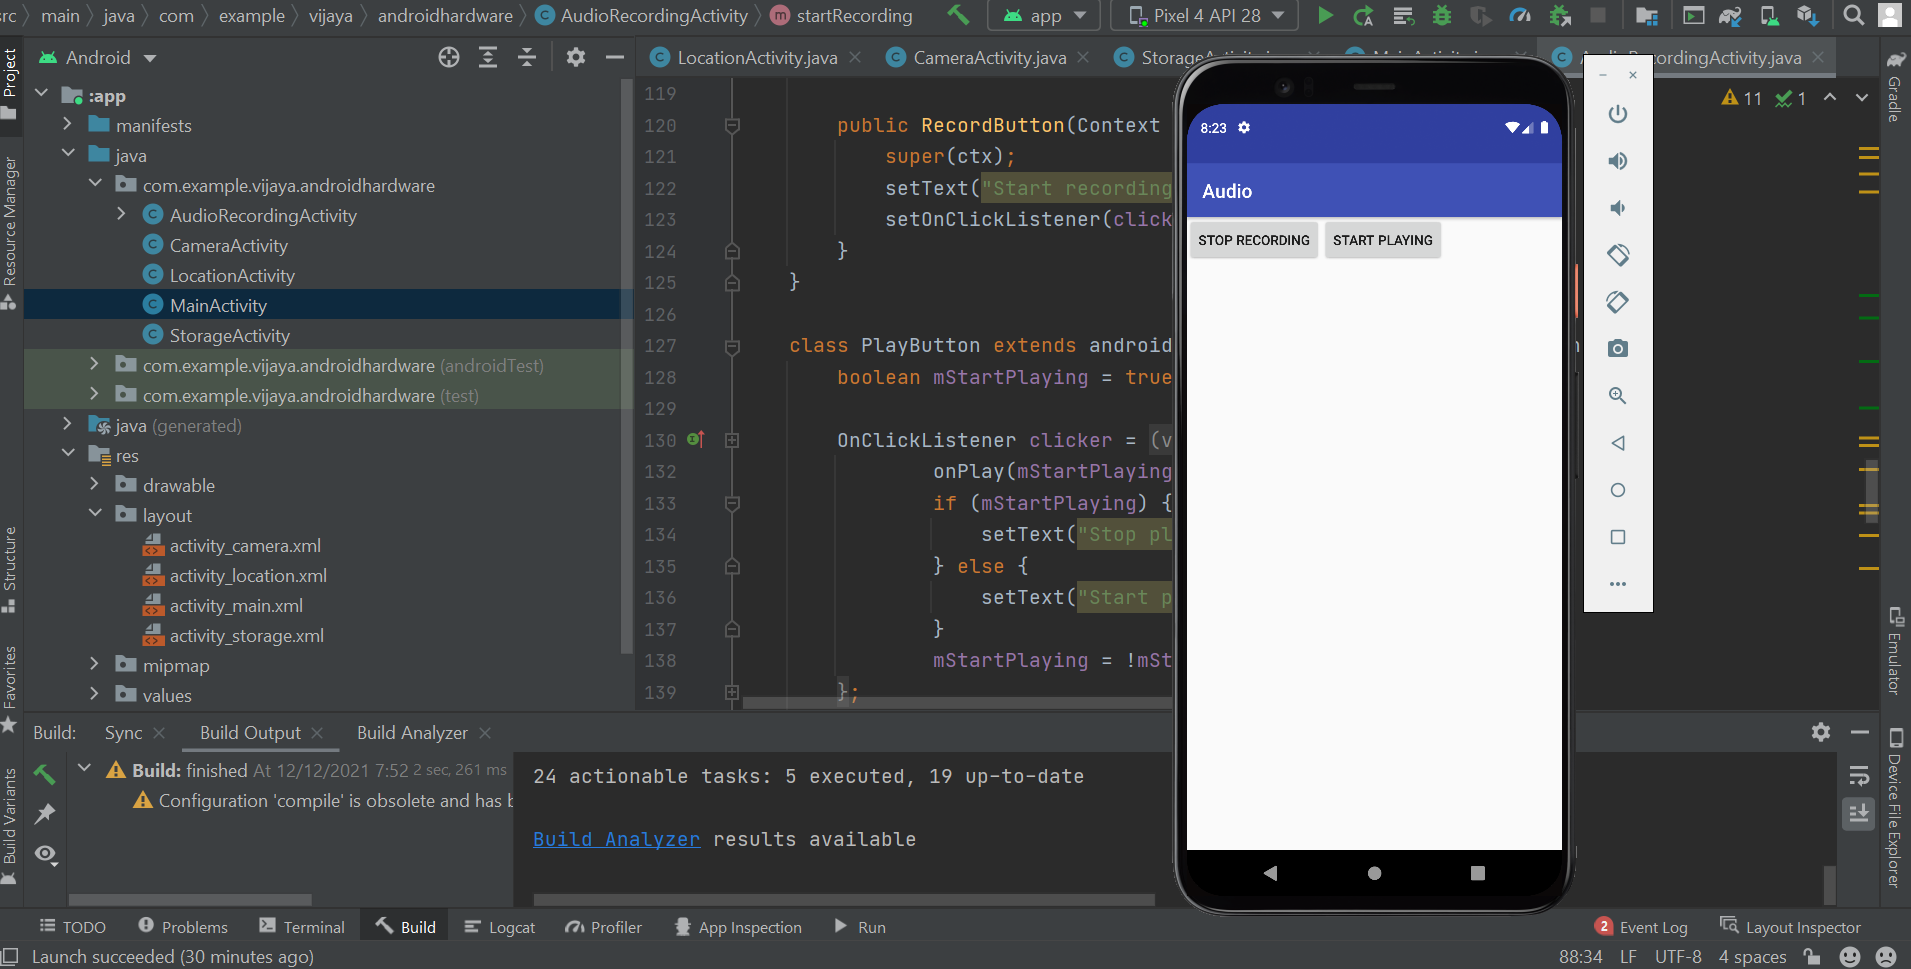 src main java com example vijaya androidhardware AudioRecordingActivity startRecording app Pixel 4 API 28
Project
Resource Manager
Structure
Favorites
Build Variants
Android
:app
manifests
java
com.example.vijaya.androidhardware
AudioRecordingActivity
CameraActivity
LocationActivity
MainActivity
StorageActivity
com.example.vijaya.androidhardware (androidTest)
com.example.vijaya.androidhardware (test)
java (generated)
res
drawable
layout
activity_camera.xml
activity_location.xml
activity_main.xml
activity_storage.xml
mipmap
values
LocationActivity.java CameraActivity.java
11 1
119
120 public RecordButton(Context
121 super(ctx);
122 setText("Start recording
123 setOnClickListener(click
124 }
125 }
126
127 class PlayButton extends android
128 boolean mStartPlaying = true
129
130 OnClickListener clicker = (v
132 onPlay(mStartPlaying
133 if (mStartPlaying) {
134 setText("Stop pl
135 } else {
136 setText("Start p
137 }
138 mStartPlaying = !mSt
139 };
8:23
Audio
STOP RECORDING START PLAYING
Gradle
Emulator
Device File Explorer
Build: Sync Build Output Build Analyzer
Build: finished At 12/12/2021 7:52 2 sec, 261 ms
Configuration 'compile' is obsolete and has b
24 actionable tasks: 5 executed, 19 up-to-date
Build Analyzer results available
TODO Problems Terminal Build Logcat Profiler App Inspection Run 2 Event Log Layout Inspector
Launch succeeded (30 minutes ago) 88:34 LF UTF-8 4 spaces